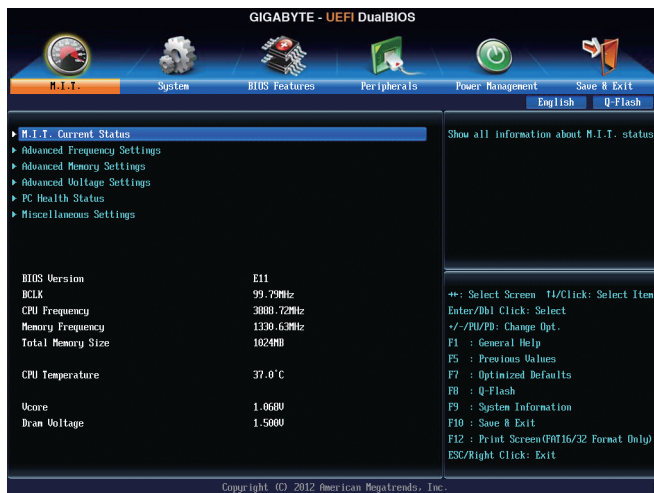 GIGABYTE - UEFI DualBIOS
M.I.T. System BIOS Features Peripherals Power Management Save & Exit
English Q-Flash
M.I.T. Current Status
Advanced Frequency Settings
Advanced Memory Settings
Advanced Voltage Settings
PC Health Status
Miscellaneous Settings
Show all information about M.I.T. status
BIOS Version E11
BCLK 99.79MHz
CPU Frequency 3880.72MHz
Memory Frequency 1330.63MHz
Total Memory Size 1024MB
CPU Temperature 37.0°C
Vcore 1.068V
Dram Voltage 1.500V
↔: Select Screen ↑↓/Click: Select Item
Enter/Dbl Click: Select
+/-/PU/PD: Change Opt.
F1 : General Help
F5 : Previous Values
F7 : Optimized Defaults
F8 : Q-Flash
F9 : System Information
F10 : Save & Exit
F12 : Print Screen(FAT16/32 Format Only)
ESC/Right Click: Exit
Copyright (C) 2012 American Megatrends, Inc.